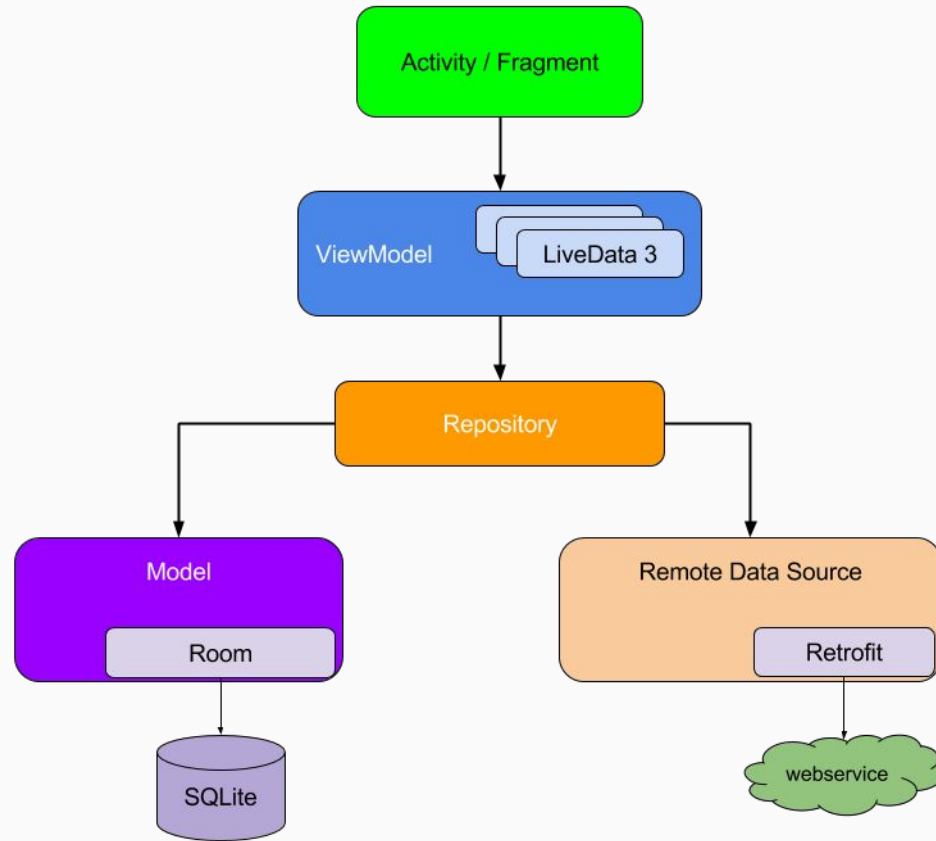 Activity / Fragment
ViewModel
LiveData 3
Repository
Model
Remote Data Source
Room
Retrofit
SQLite
webservice